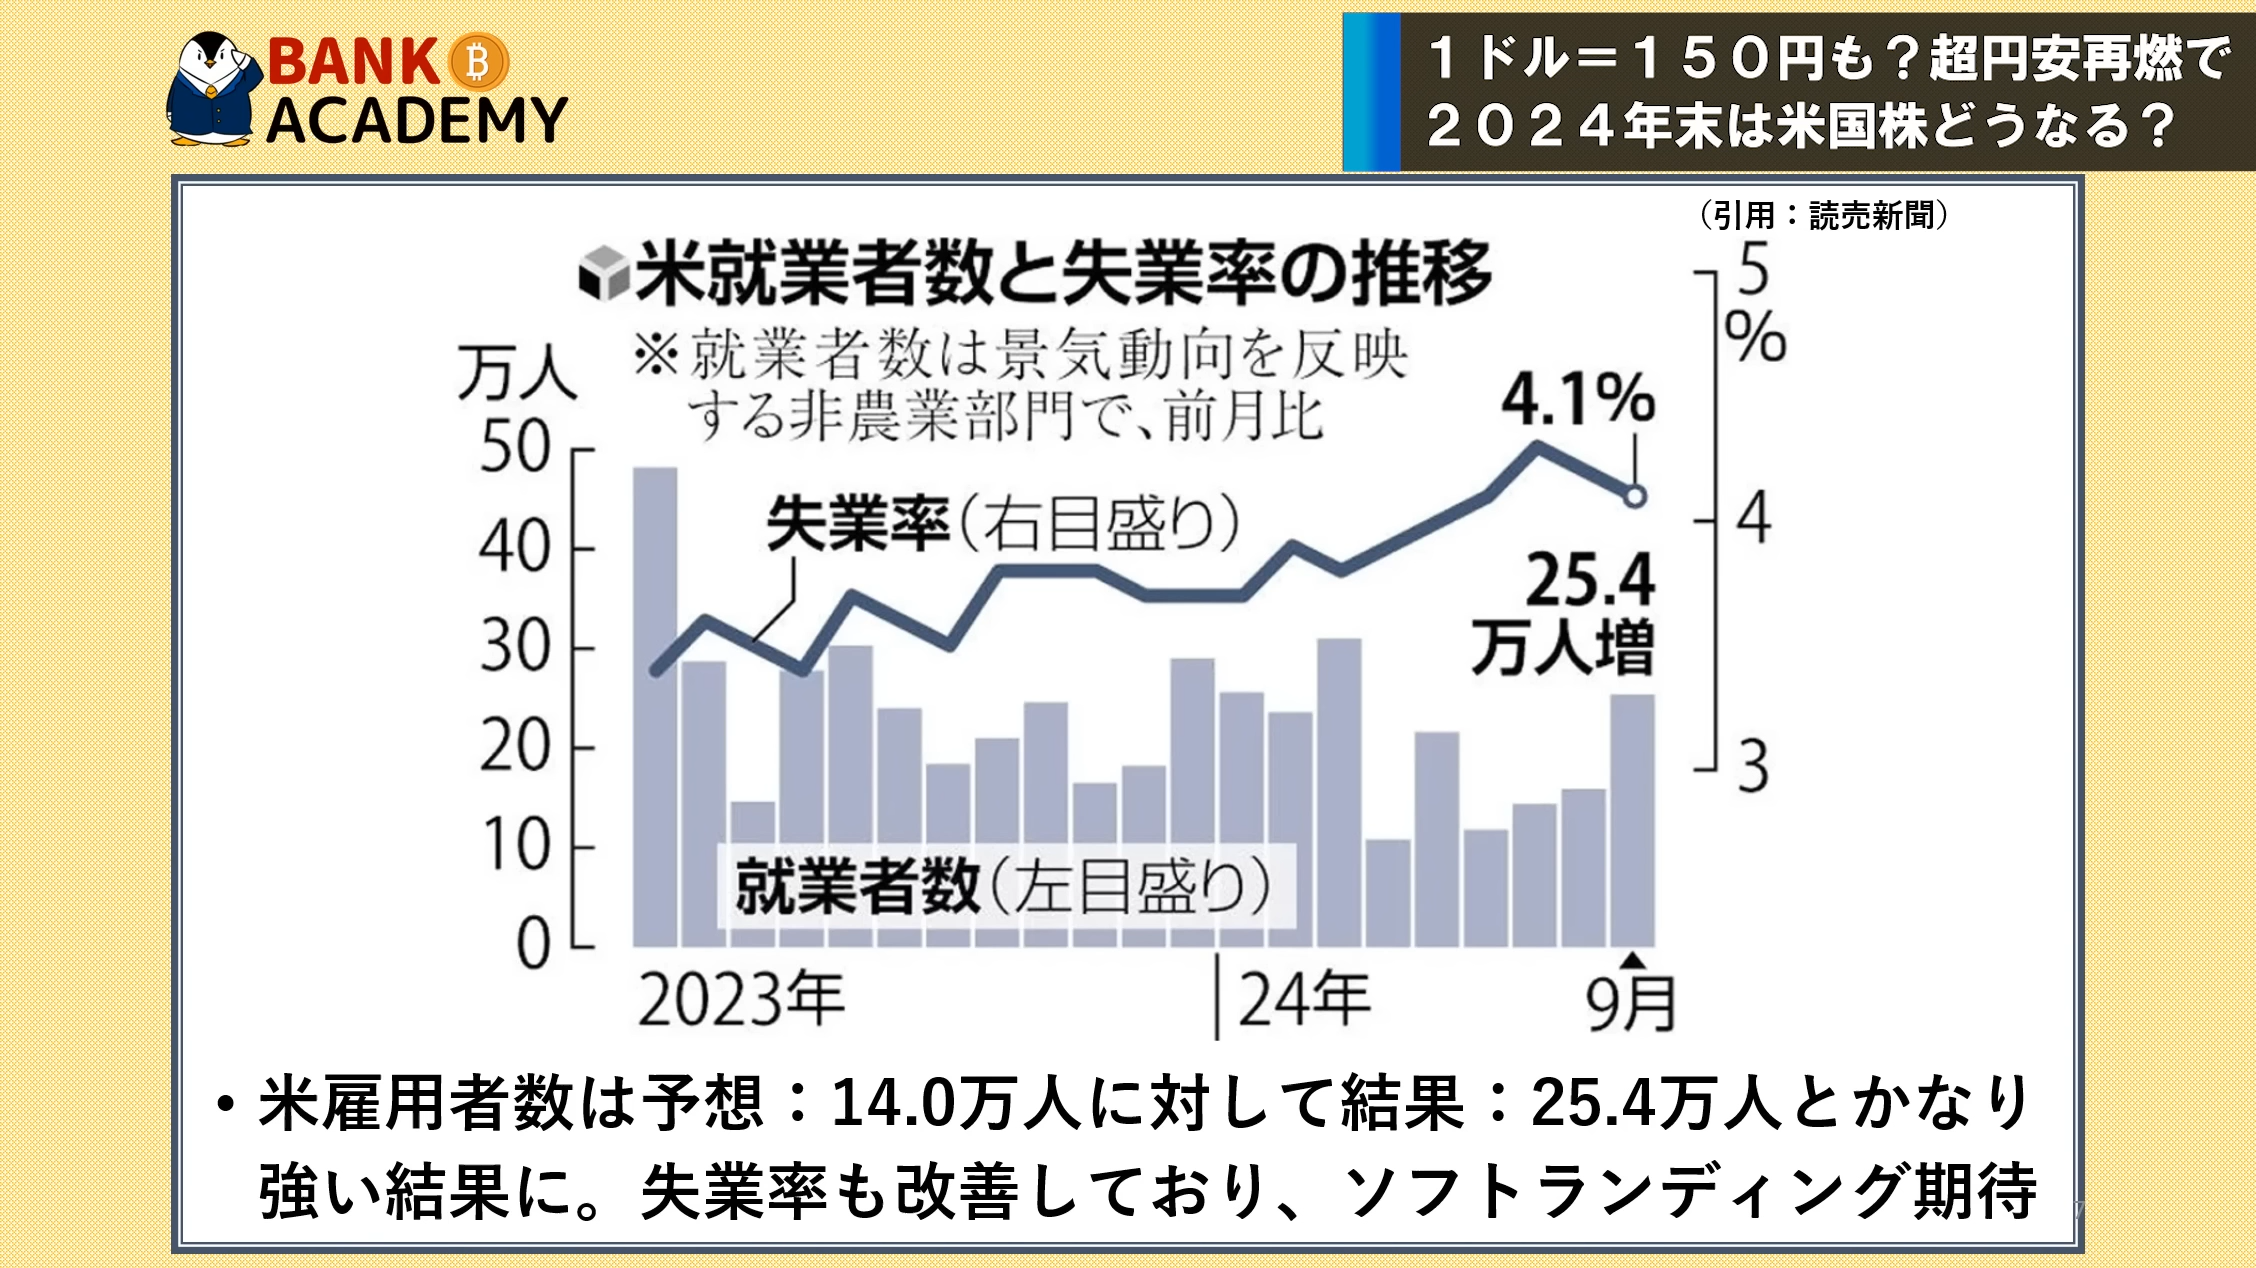 BANK
ACADEMY
１ドル＝１５０円も？超円安再燃で
２０２４年末は米国株どうなる？
（引用：読売新聞）
米就業者数と失業率の推移
※就業者数は景気動向を反映
する非農業部門で、前月比
万人
50
40
30
20
10
0
5
%
4
3
4.1%
失業率（右目盛り）
25.4
万人増
就業者数（左目盛り）
2023年
24年
9月
・米雇用者数は予想：14.0万人に対して結果：25.4万人とかなり
強い結果に。失業率も改善しており、ソフトランディング期待
7